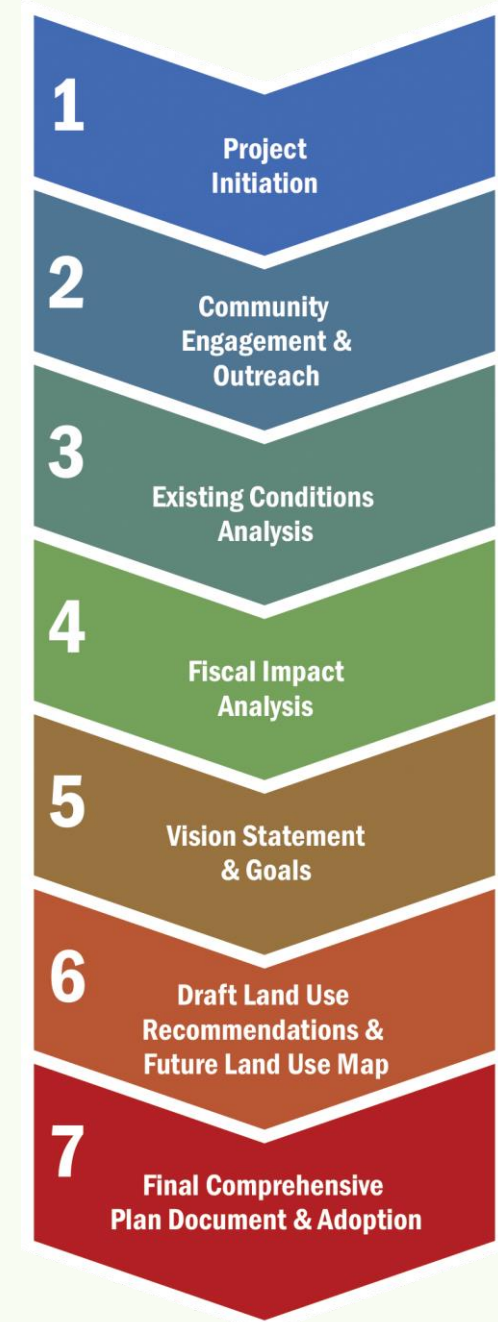 1
Project
Initiation
2
Community
Engagement &
Outreach
3
Existing Conditions
Analysis
4
Fiscal Impact
Analysis
5
Vision Statement
& Goals
6
Draft Land Use
Recommendations &
Future Land Use Map
7
Final Comprehensive
Plan Document & Adoption